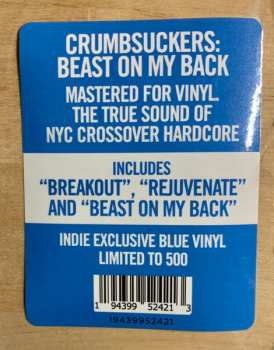 CRUMBSUCKERS:
BEAST ON MY BACK
MASTERED FOR VINYL.
THE TRUE SOUND OF
NYC CROSSOVER HARDCORE
INCLUDES
"BREAKOUT", "REJUVENATE"
AND "BEAST ON MY BACK"
INDIE EXCLUSIVE BLUE VINYL
LIMITED TO 500
1 94399 52421 3
19439952421